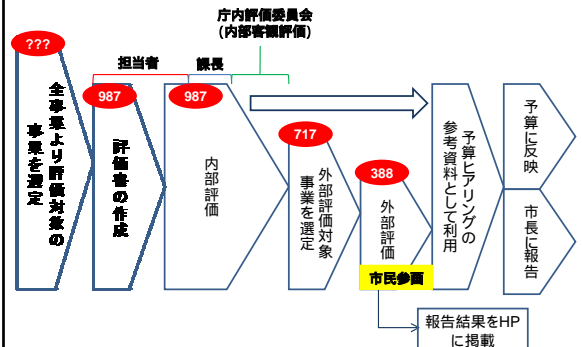 庁内評価委員会
(内部客観評価)
担当者
課長
???
987
987
717
388
全事業より評価対象の
事業を選定
評価書の作成
内部評価
外部評価対象
事業を選定
外部評価
市民参画
予算ヒアリングの
参考資料として利用
予算に反映
市長に報告
報告結果をHP
に掲載